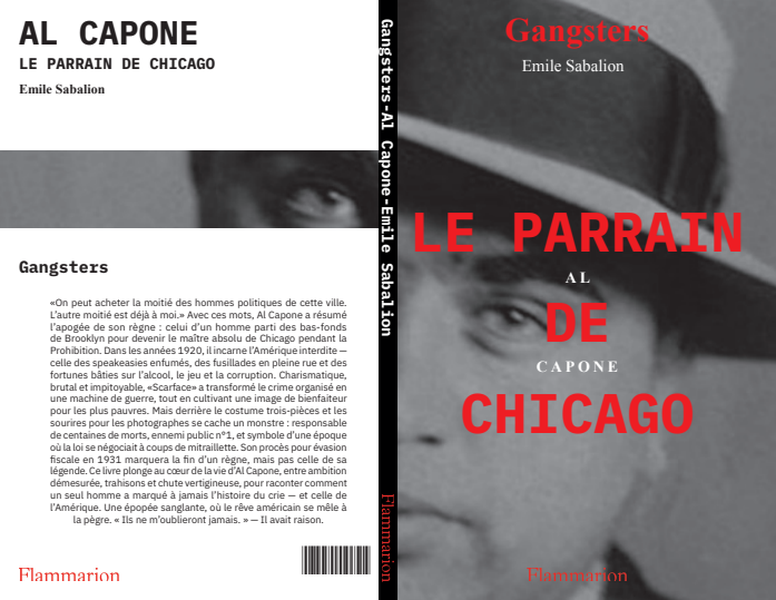 AL CAPONE
LE PARRAIN DE CHICAGO
Emile Sabalion
Gangsters
«On peut acheter la moitié des hommes politiques de cette ville.
L’autre moitié est déjà à moi.» Avec ces mots, Al Capone a résumé
l’apogée de son règne : celui d’un homme parti des bas-fonds
de Brooklyn pour devenir le maître absolu de Chicago pendant la
Prohibition. Dans les années 1920, il incarne l’Amérique interdite —
celle des speakeasies enfumés, des fusillades en pleine rue et des
fortunes bâties sur l’alcool, le jeu et la corruption. Charismatique,
brutal et impitoyable, «Scarface» a transformé le crime organisé en
une machine de guerre, tout en cultivant une image de bienfaiteur
pour les plus pauvres. Mais derrière le costume trois-pièces et les
sourires pour les photographes se cache un monstre : responsable
de centaines de morts, ennemi public n°1, et symbole d’une époque
où la loi se négociait à coups de mitraillette. Son procès pour évasion
fiscale en 1931 marquera la fin d’un règne, mais pas celle de sa
légende. Ce livre plonge au cœur de la vie d’Al Capone, entre ambition
démesurée, trahisons et chute vertigineuse, pour raconter comment
un seul homme a marqué à jamais l’histoire du crie — et celle de
l’Amérique. Une épopée sanglante, où le rêve américain se mêle à
la pègre. « Ils ne m’oublieront jamais. » — Il avait raison.
Flammarion
Gangsters-Al Capone-Emile Sabalion
Flammarion
Gangsters
Emile Sabalion
LE PARRAIN
AL
DE
CAPONE
CHICAGO
Flammarion